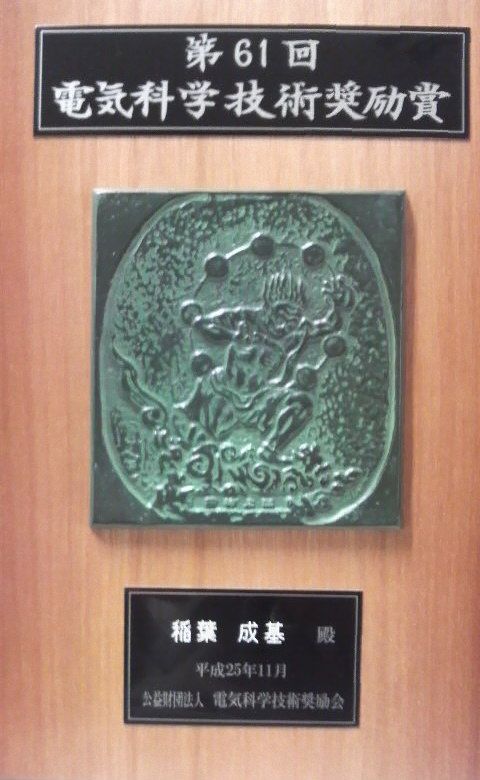 第61回
電気科学技術奨励賞
稲葉 成基 殿
平成25年11月
公益財団法人 電気科学技術奨励会